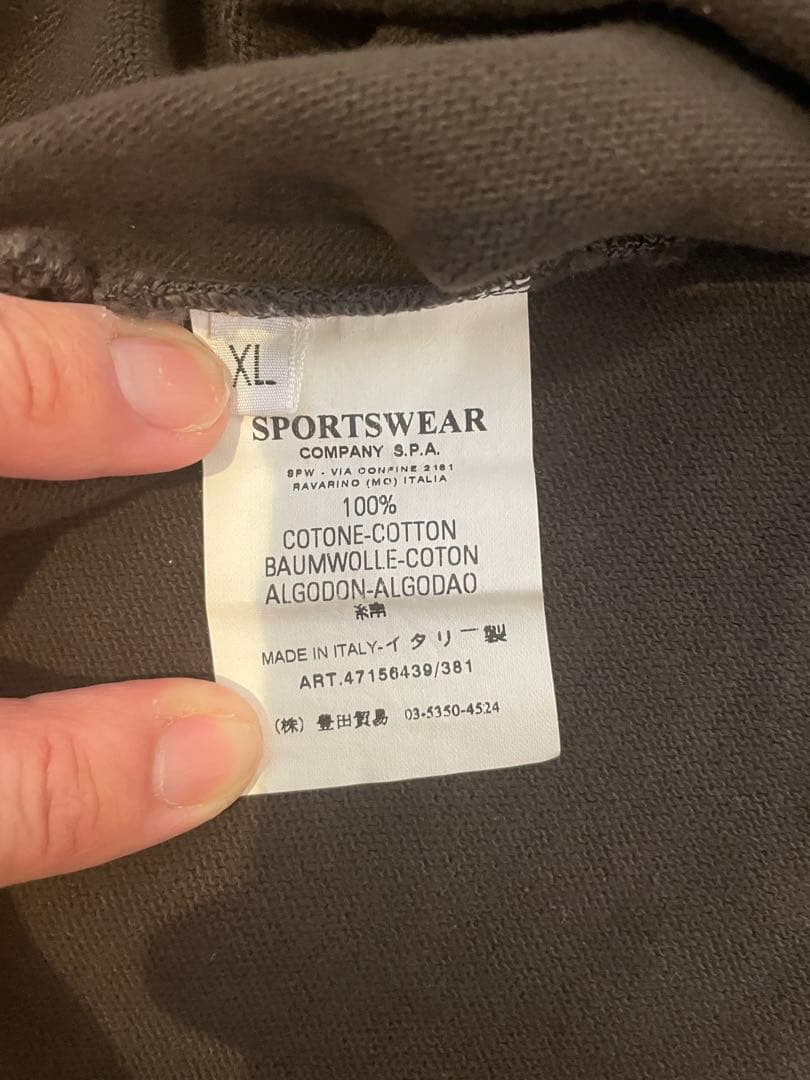 XL
SPORTSWEAR
COMPANY S.P.A.
SPW - VIA CONFINE 2161
RAVARINO (MO) ITALIA
100%
COTONE-COTTON
BAUMWOLLE-COTON
ALGODON-ALGODAO
綿
MADE IN ITALY-イタリー製
ART.47156439/381
(株) 豊田貿易 03-5350-4524